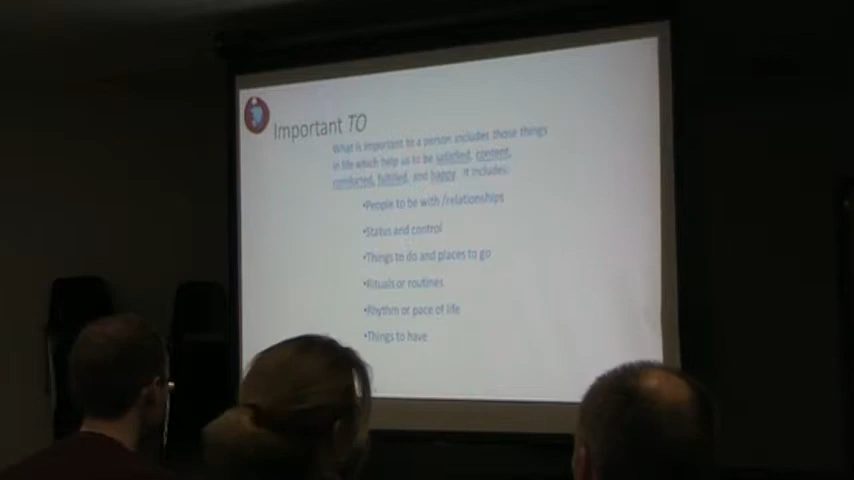 Important TO
What is important to a person includes those things
in life which help us to be satisfied, content,
comforted, fulfilled, and happy. It includes:
•People to be with /relationships
•Status and control
•Things to do and places to go
•Rituals or routines
•Rhythm or pace of life
•Things to have